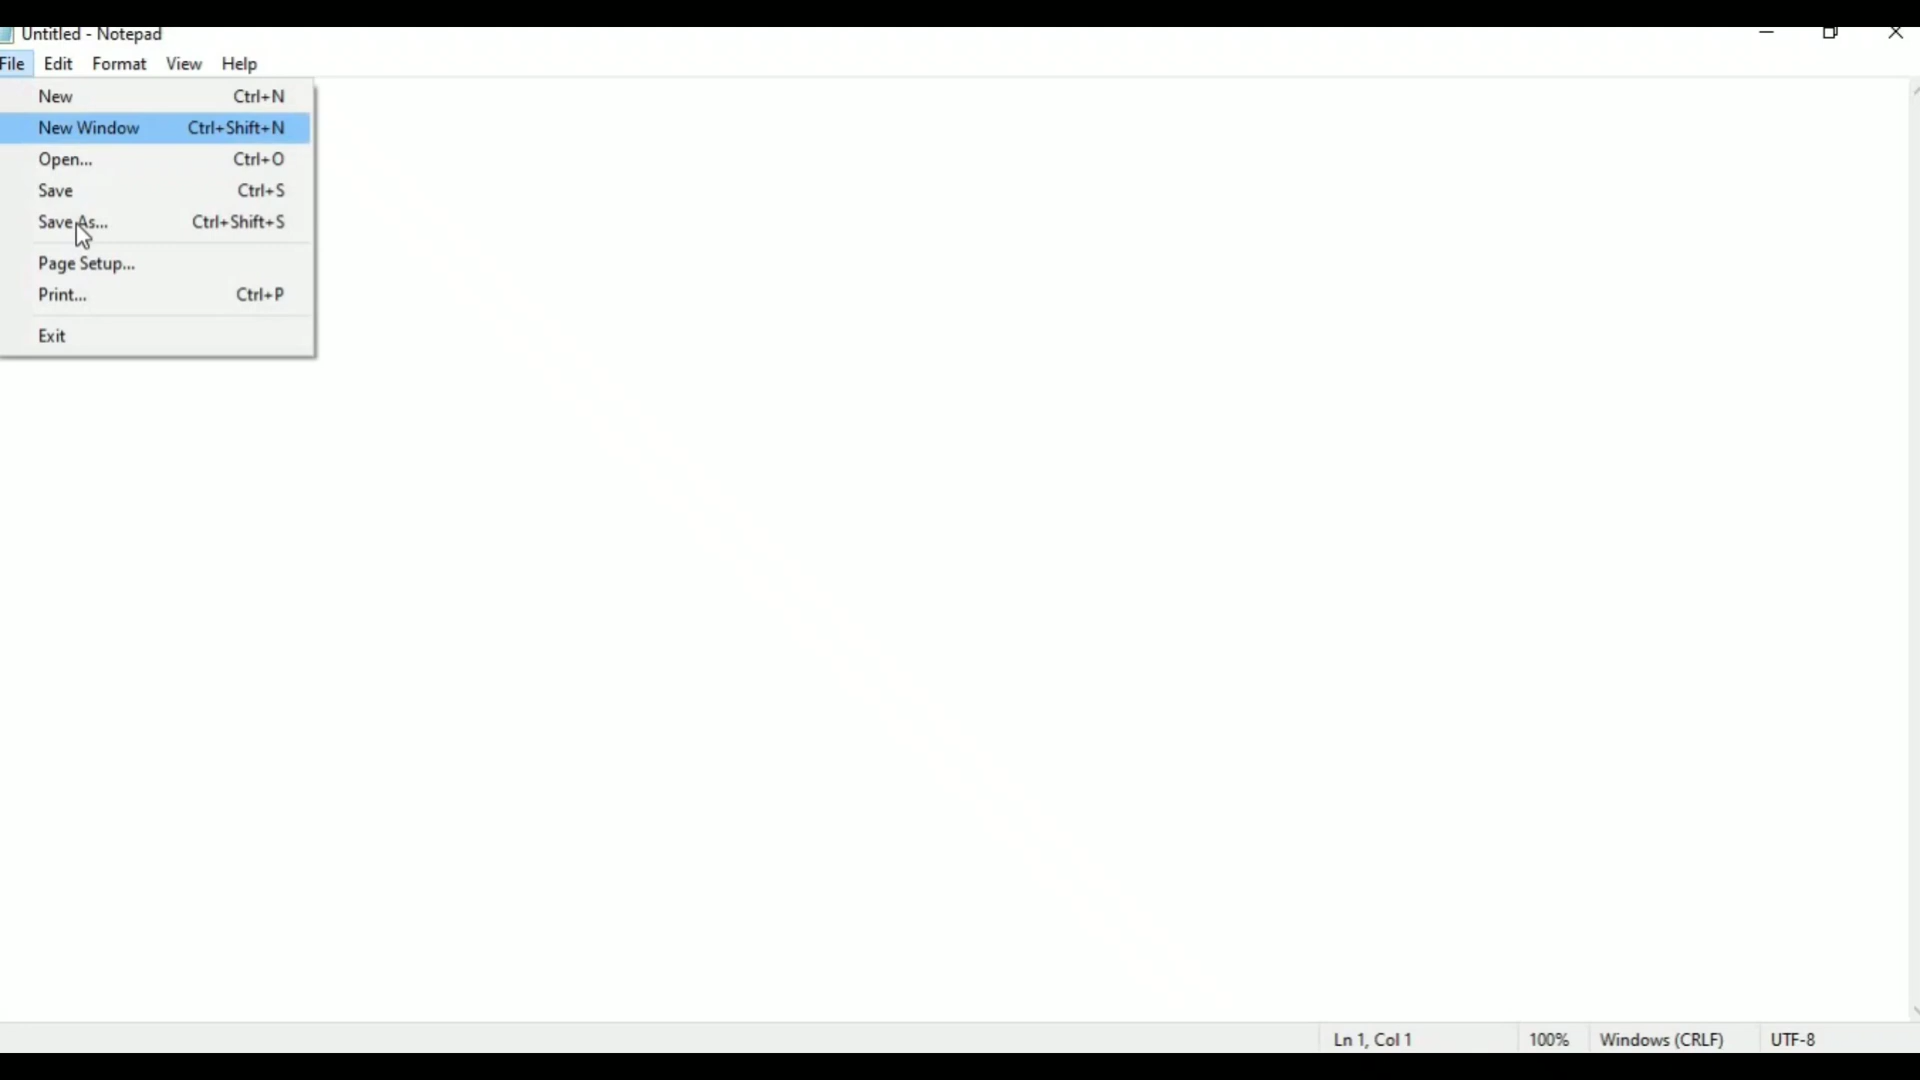 Untitled - Notepad
File Edit Format View Help
New Ctrl+N
New Window Ctrl+Shift+N
Open... Ctrl+O
Save Ctrl+S
Save As... Ctrl+Shift+S
Page Setup...
Print... Ctrl+P
Exit
Ln 1, Col 1 100% Windows (CRLF) UTF-8